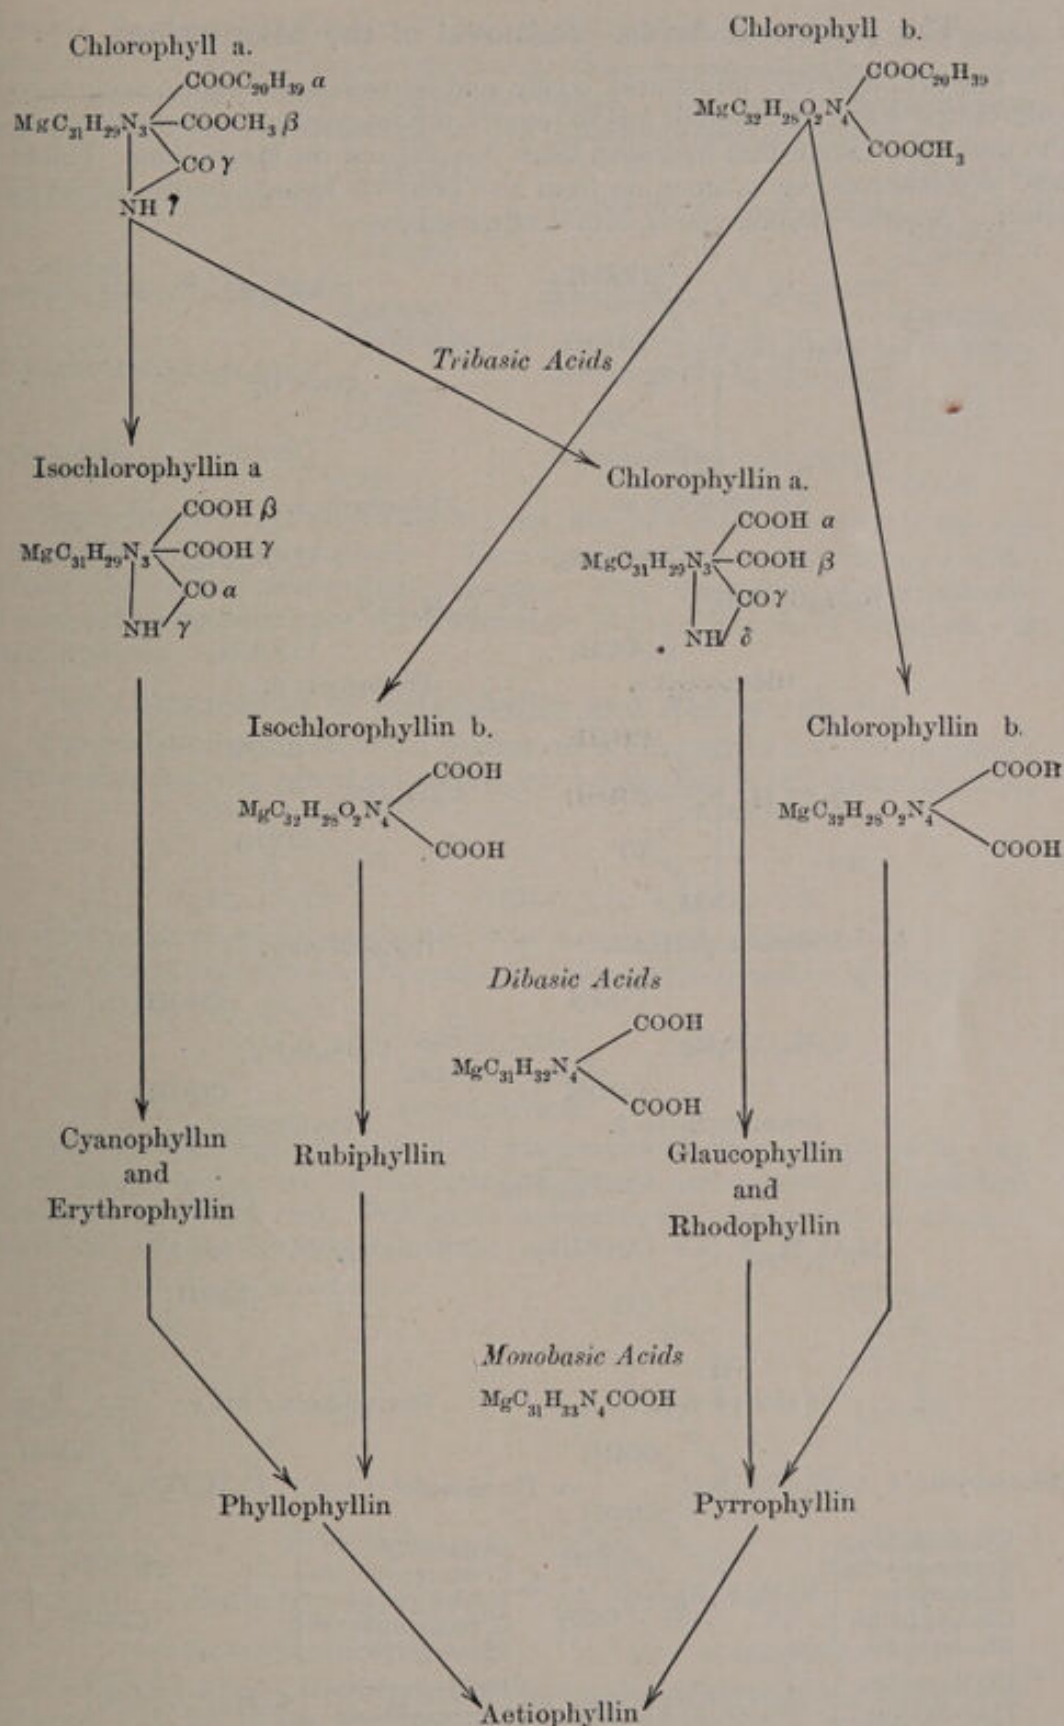 Chlorophyll a.
COOC₂₀H₃₉ α
MgC₃₁H₂₉N₃—COOCH₃ β
CO γ
NH ?
Chlorophyll b.
COOC₂₀H₃₉
MgC₃₂H₂₈O₂N₄
COOCH₃
Tribasic Acids
Isochlorophyllin a
COOH β
MgC₃₁H₂₉N₃—COOH γ
CO α
NH γ
Chlorophyllin a.
COOH α
MgC₃₁H₂₉N₃—COOH β
CO γ
NH δ
Isochlorophyllin b.
COOH
MgC₃₂H₂₈O₂N₄
COOH
Chlorophyllin b.
COOH
MgC₃₂H₂₈O₂N₄
COOH
Dibasic Acids
COOH
MgC₃₁H₃₂N₄
COOH
Cyanophyllin
and
Erythrophyllin
Rubiphyllin
Glaucophyllin
and
Rhodophyllin
Monobasic Acids
MgC₃₁H₃₃N₄COOH
Phyllophyllin
Pyrrophyllin
Aetiophyllin